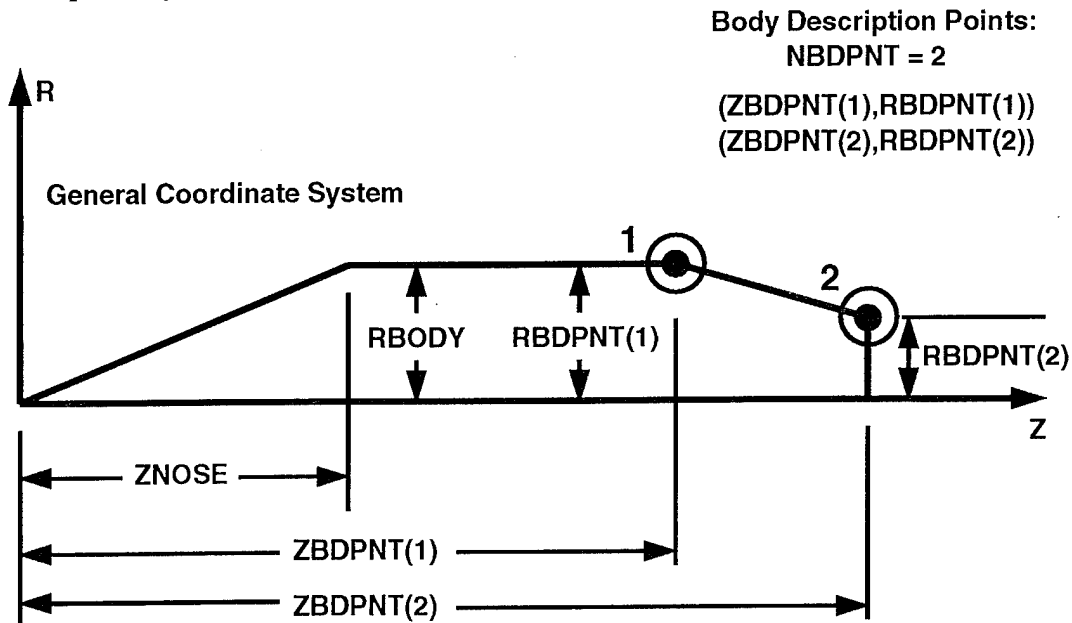 Body Description Points:
NBDPNT = 2
(ZBDPNT(1),RBDPNT(1))
(ZBDPNT(2),RBDPNT(2))
R
General Coordinate System
1
2
RBODY
RBDPNT(1)
RBDPNT(2)
Z
ZNOSE
ZBDPNT(1)
ZBDPNT(2)